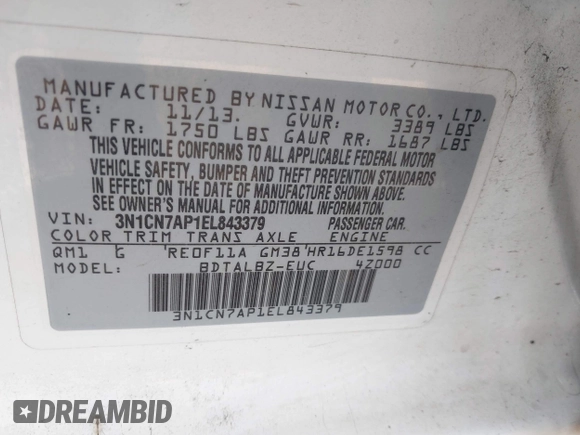 MANUFACTURED BY NISSAN MOTOR CO., LTD.
DATE: 11/13. GVWR: 3389 LBS
GAWR FR: 1750 LBS GAWR RR: 1687 LBS
THIS VEHICLE CONFORMS TO ALL APPLICABLE FEDERAL MOTOR
VEHICLE SAFETY, BUMPER AND THEFT PREVENTION STANDARDS
IN EFFECT ON THE DATE OF MANUFACTURE SHOWN ABOVE.
SEE OWNER'S MANUAL AND OTHER SIDE FOR ADDITIONAL INFORMATION
VIN: 3N1CN7AP1EL843379 PASSENGER CAR.
COLOR TRIM TRANS AXLE ENGINE
QM1 G 'RE0F11A GM38'HR16DE1598 CC
MODEL: BDTALBZ-EUC 42000
3N1CN7AP1EL843379
DREAMBID